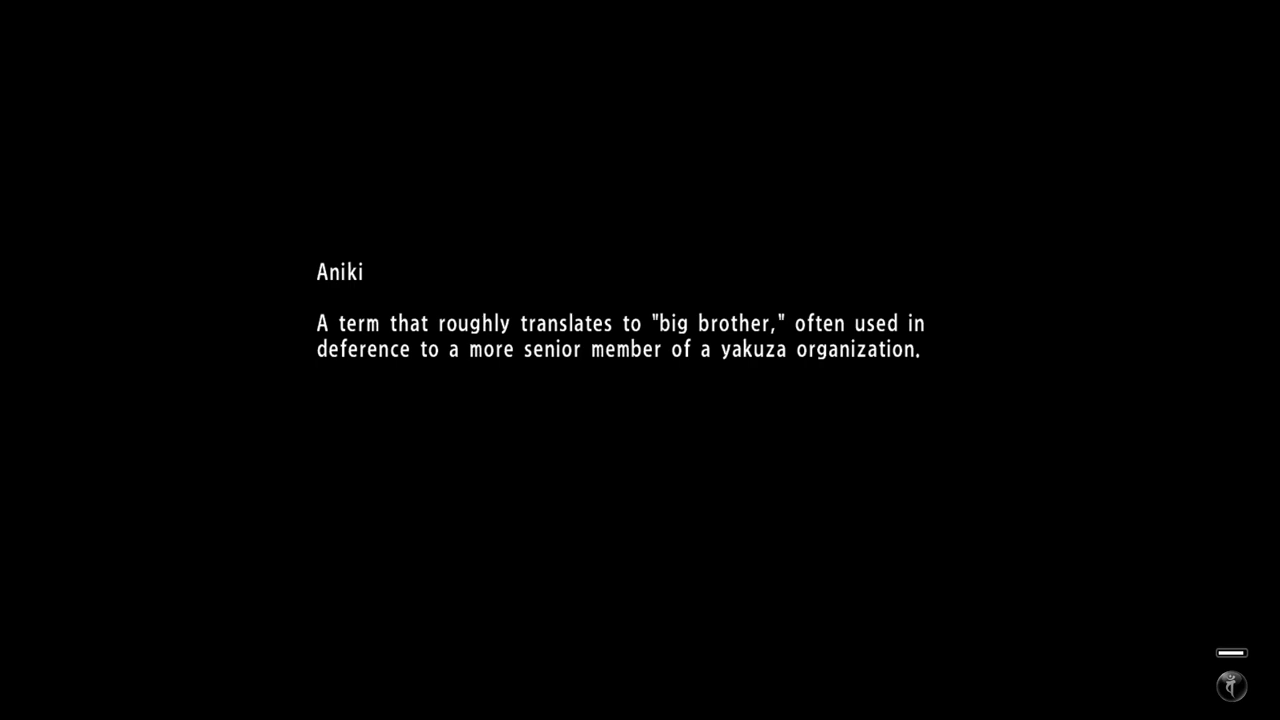 Aniki
A term that roughly translates to "big brother," often used in
deference to a more senior member of a yakuza organization.